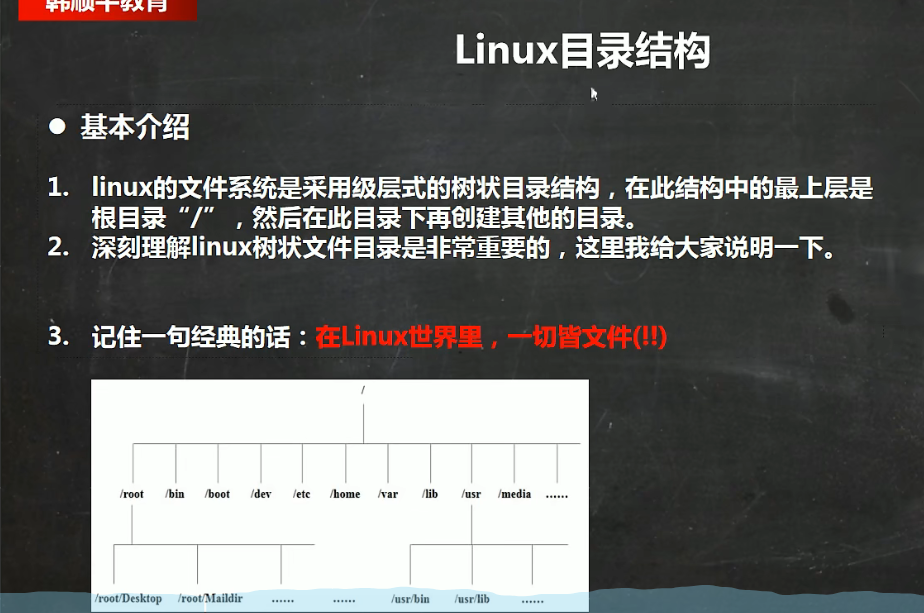 韩顺平教育
Linux目录结构
● 基本介绍
1. linux的文件系统是采用级层式的树状目录结构，在此结构中的最上层是
根目录“/”，然后在此目录下再创建其他的目录。
2. 深刻理解linux树状文件目录是非常重要的，这里我给大家说明一下。
3. 记住一句经典的话：在Linux世界里，一切皆文件(!!)
/
/root /bin /boot /dev /etc /home /var /lib /usr /media ……
/root/Desktop /root/Maildir …… …… /usr/bin /usr/lib ……